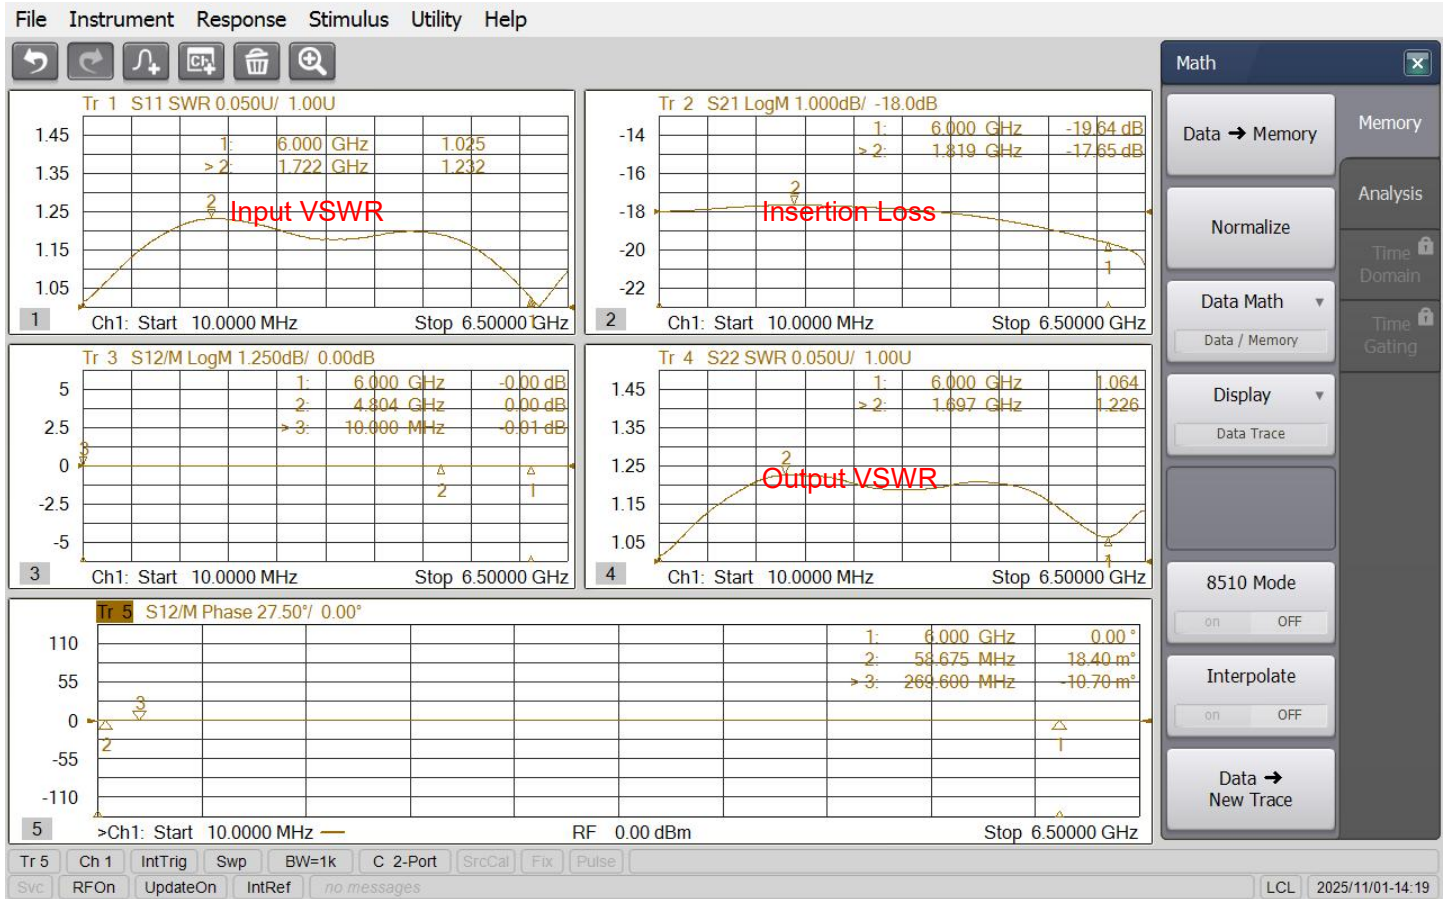 File Instrument Response Stimulus Utility Help
Tr 1 S11 SWR 0.050U/ 1.00U
1.45
1.35
1.25
1.15
1.05
1: 6.000 GHz 1.025
> 2: 1.722 GHz 1.232
2
Input VSWR
1
1 Ch1: Start 10.0000 MHz Stop 6.50000 GHz
Tr 2 S21 LogM 1.000dB/ -18.0dB
-14
-16
-18
-20
-22
1: 6.000 GHz -19.64 dB
> 2: 1.819 GHz -17.65 dB
2
Insertion Loss
1
2 Ch1: Start 10.0000 MHz Stop 6.50000 GHz
Tr 3 S12/M LogM 1.250dB/ 0.00dB
5
2.5
0
-2.5
-5
1: 6.000 GHz -0.00 dB
2: 4.804 GHz 0.00 dB
> 3: 10.000 MHz -0.01 dB
3
2
1
3 Ch1: Start 10.0000 MHz Stop 6.50000 GHz
Tr 4 S22 SWR 0.050U/ 1.00U
1.45
1.35
1.25
1.15
1.05
1: 6.000 GHz 1.064
> 2: 1.697 GHz 1.226
2
Output VSWR
1
4 Ch1: Start 10.0000 MHz Stop 6.50000 GHz
Tr 5 S12/M Phase 27.50°/ 0.00°
110
55
0
-55
-110
1: 6.000 GHz 0.00 °
2: 58.675 MHz 18.40 m°
> 3: 269.600 MHz -10.70 m°
3
2
1
5 >Ch1: Start 10.0000 MHz RF 0.00 dBm Stop 6.50000 GHz
Math
Data → Memory
Normalize
Data Math
Data / Memory
Display
Data Trace
8510 Mode
on OFF
Interpolate
on OFF
Data →
New Trace
Memory
Analysis
Time
Domain
Time
Gating
Tr 5 Ch 1 IntTrig Swp BW=1k C 2-Port SrcCal Fix Pulse
Svc RFOn UpdateOn IntRef no messages LCL 2025/11/01-14:19